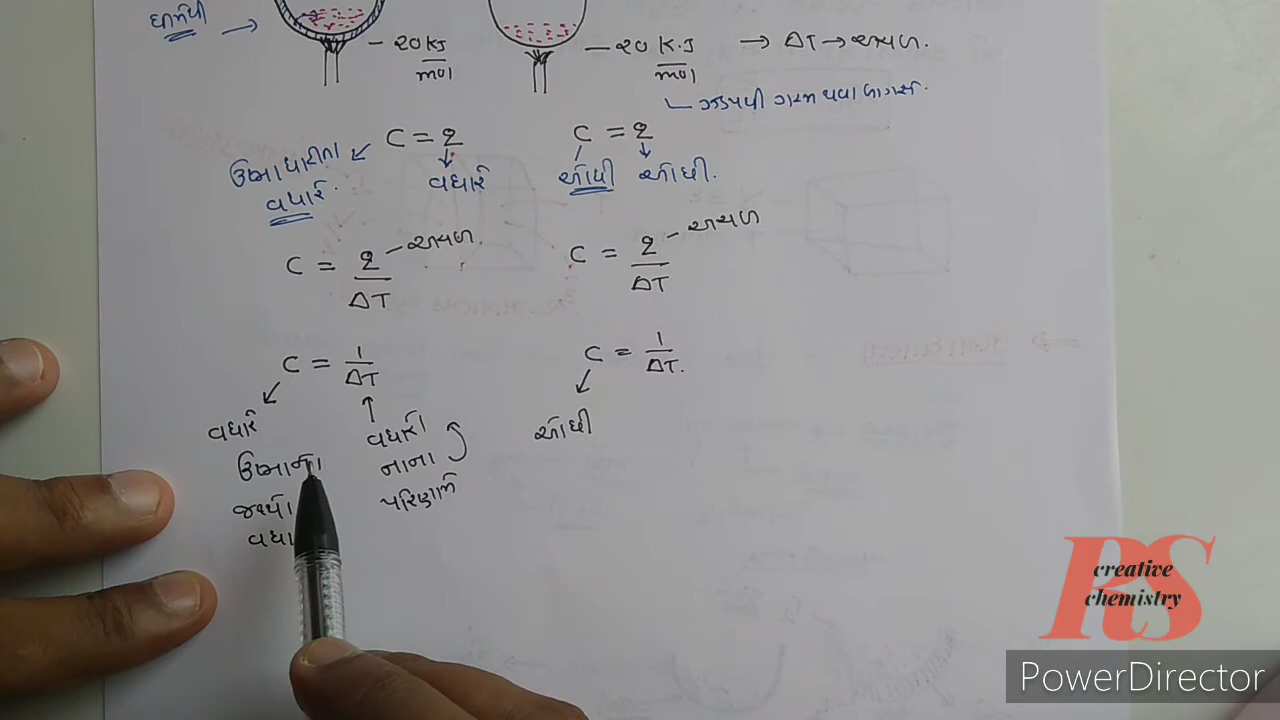 ધીમેથી
૨૦ KJ
mol
૨૦ K.J → ΔT → અચળ.
mol
ઝડપથી ગરમ થવા લાગશે.
C = q
C = q
ઉષ્માધારીતા
વધારે.
વધારે
ઓછી
ઓછી.
C = q – અચળ.
ΔT
C = q – અચળ
ΔT
C = 1
ΔT
C = 1
ΔT.
વધારે
વધારો
ઓછી
ઉષ્માનો
નાના
જથ્થો
પરિણામે
creative
chemistry
RS
PowerDirector